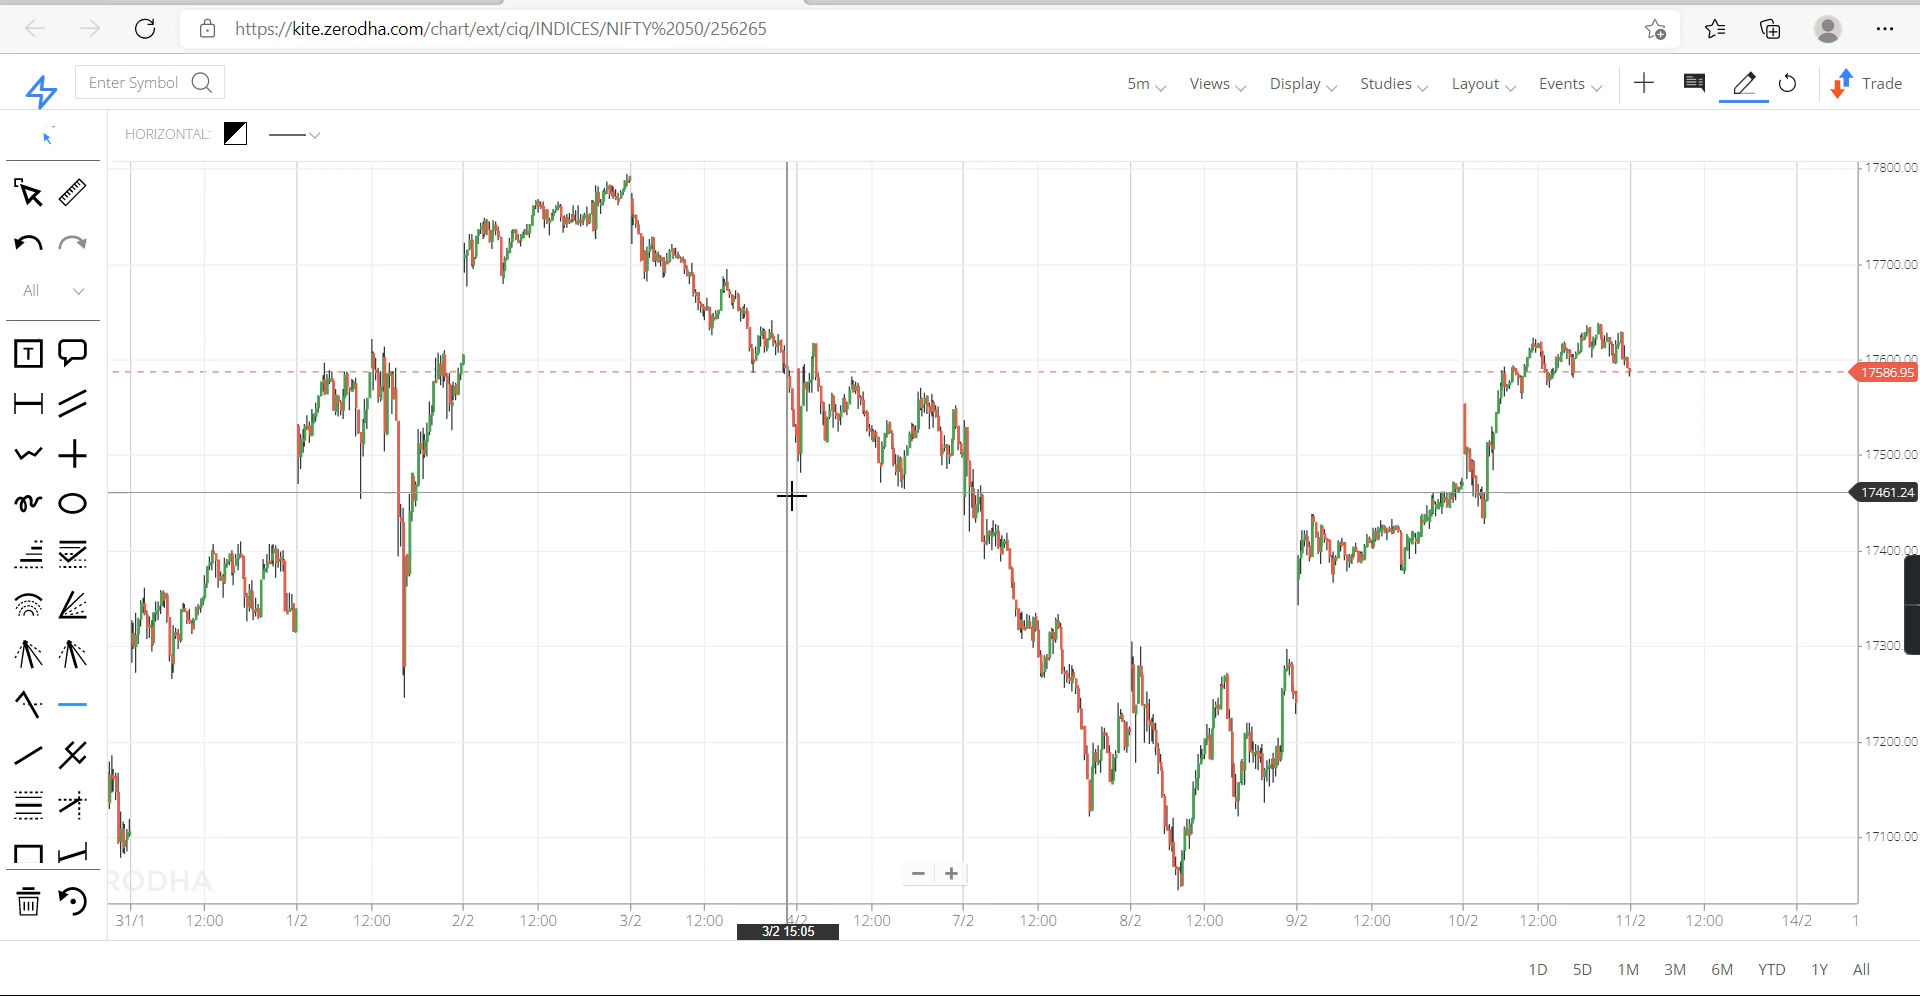 https://kite.zerodha.com/chart/ext/ciq/INDICES/NIFTY%2050/256265
Enter Symbol
5m Views Display Studies Layout Events Trade
HORIZONTAL:
All
T
17800.00
17700.00
17600.00
17586.95
17500.00
17461.24
17400.00
17300.
17200.00
17100.00
RODHA
31/1 12:00 1/2 12:00 2/2 12:00 3/2 12:00 4/2 12:00 7/2 12:00 8/2 12:00 9/2 12:00 10/2 12:00 11/2 12:00 14/2 1
3/2 15:05
1D 5D 1M 3M 6M YTD 1Y All